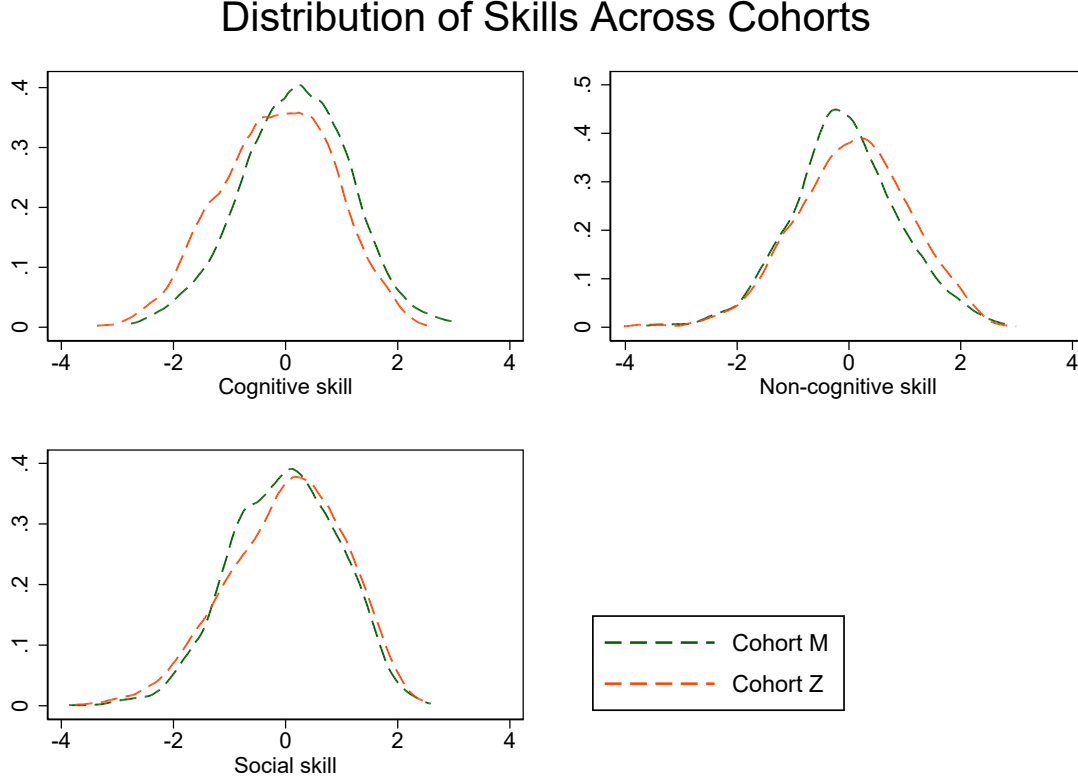 Distribution of Skills Across Cohorts
.4
.3
.2
.1
0
-4 -2 0 2 4
Cognitive skill
.5
.4
.3
.2
.1
0
-4 -2 0 2 4
Non-cognitive skill
.4
.3
.2
.1
0
-4 -2 0 2 4
Social skill
Cohort M
Cohort Z